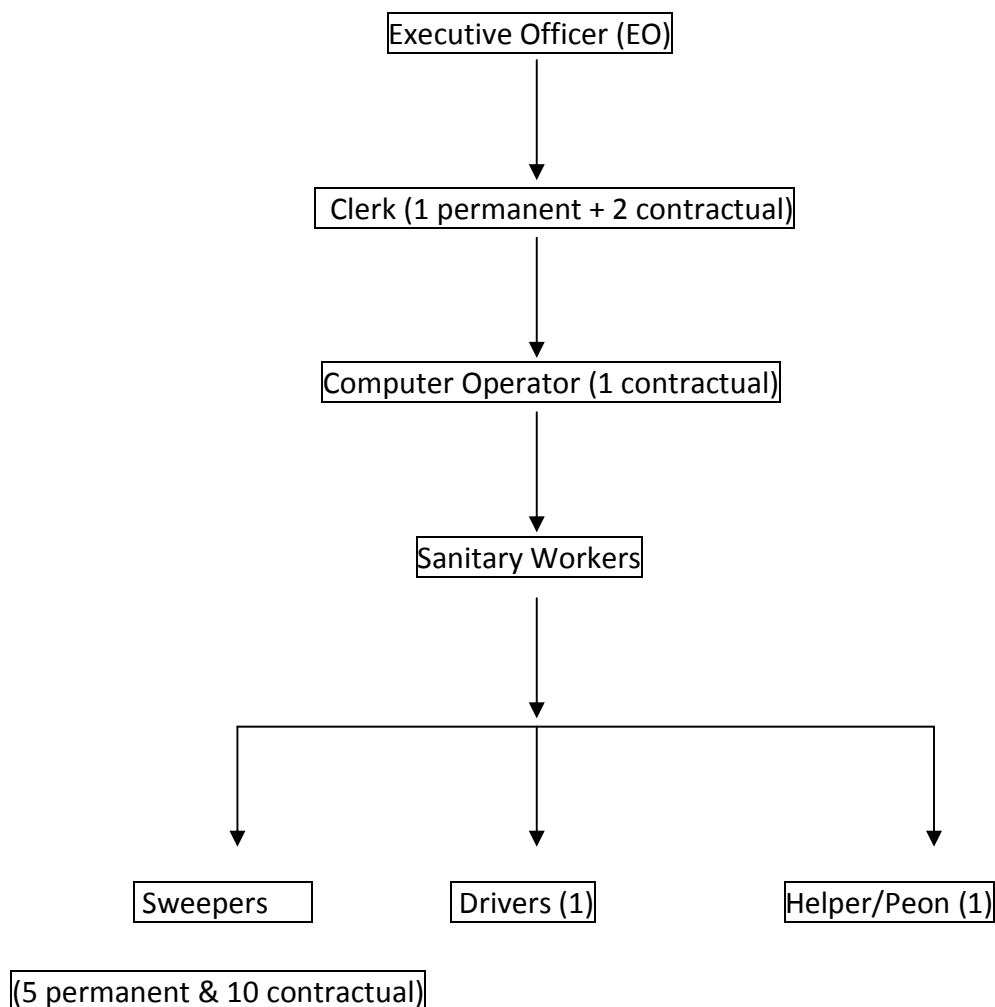 Executive Officer (EO)
Clerk (1 permanent + 2 contractual)
Computer Operator (1 contractual)
Sanitary Workers
Sweepers
Drivers (1)
Helper/Peon (1)
(5 permanent & 10 contractual)